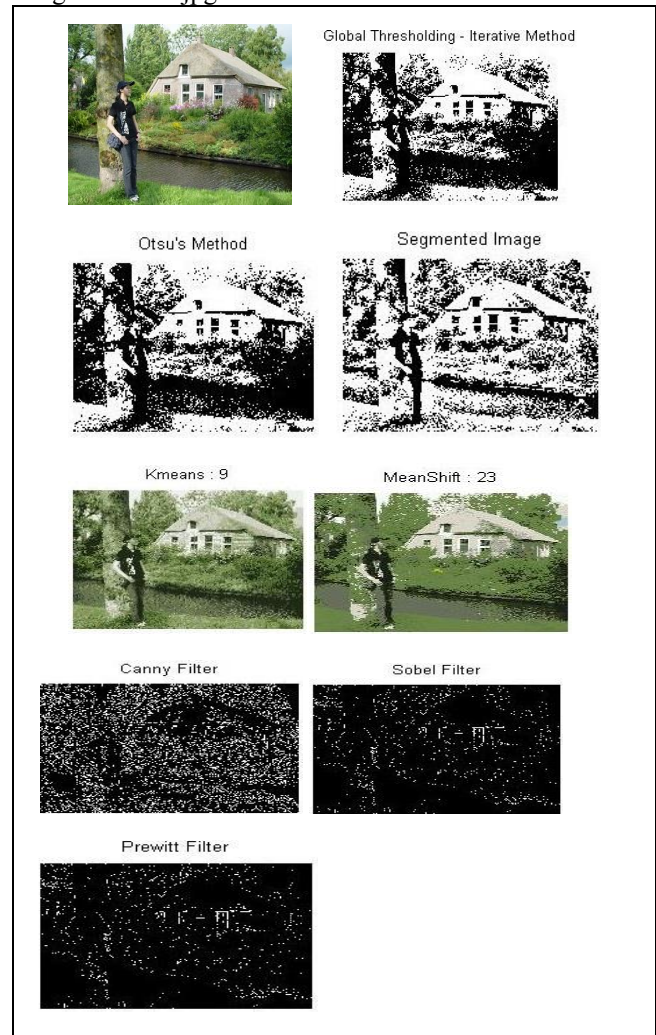 Global Thresholding - Iterative Method
Otsu's Method
Segmented Image
Kmeans : 9
MeanShift : 23
Canny Filter
Sobel Filter
Prewitt Filter